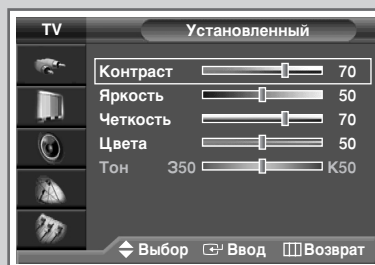 TV Установленный
Контраст 70
Яркость 50
Четкость 70
Цвета 50
Тон З50 К50
Выбор Ввод Возврат